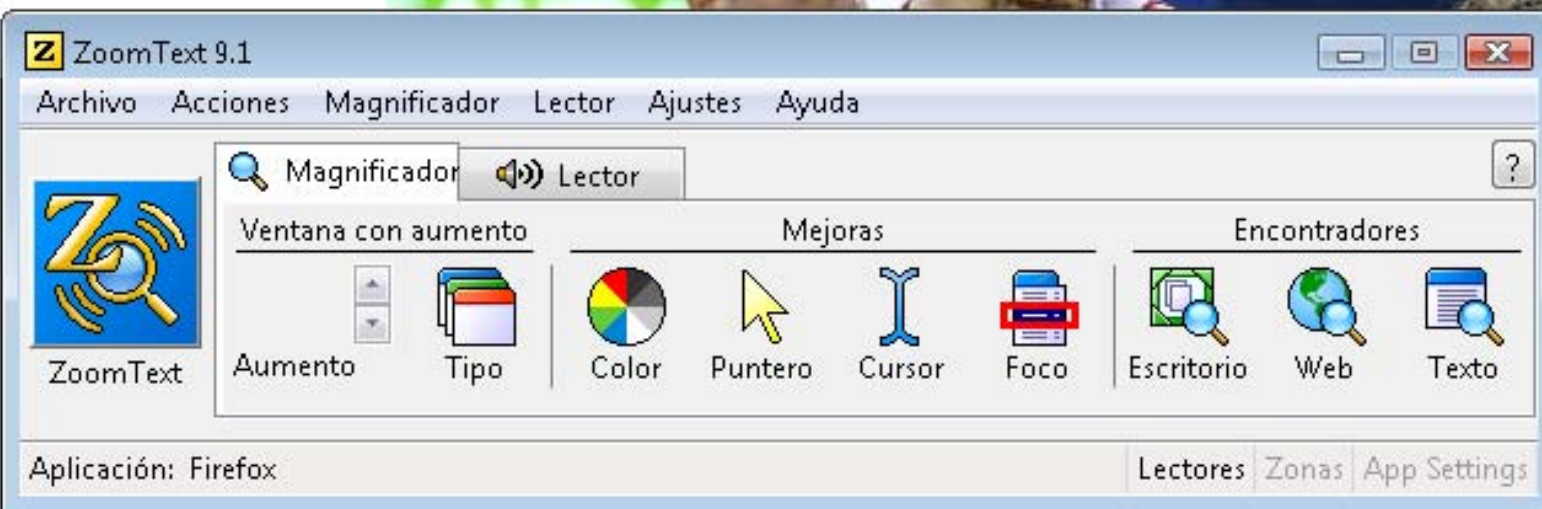 Z ZoomText 9.1
Archivo Acciones Magnificador Lector Ajustes Ayuda
Magnificador Lector ?
Ventana con aumento Mejoras Encontradores
Aumento Tipo Color Puntero Cursor Foco Escritorio Web Texto
ZoomText
Aplicación: Firefox Lectores Zonas App Settings